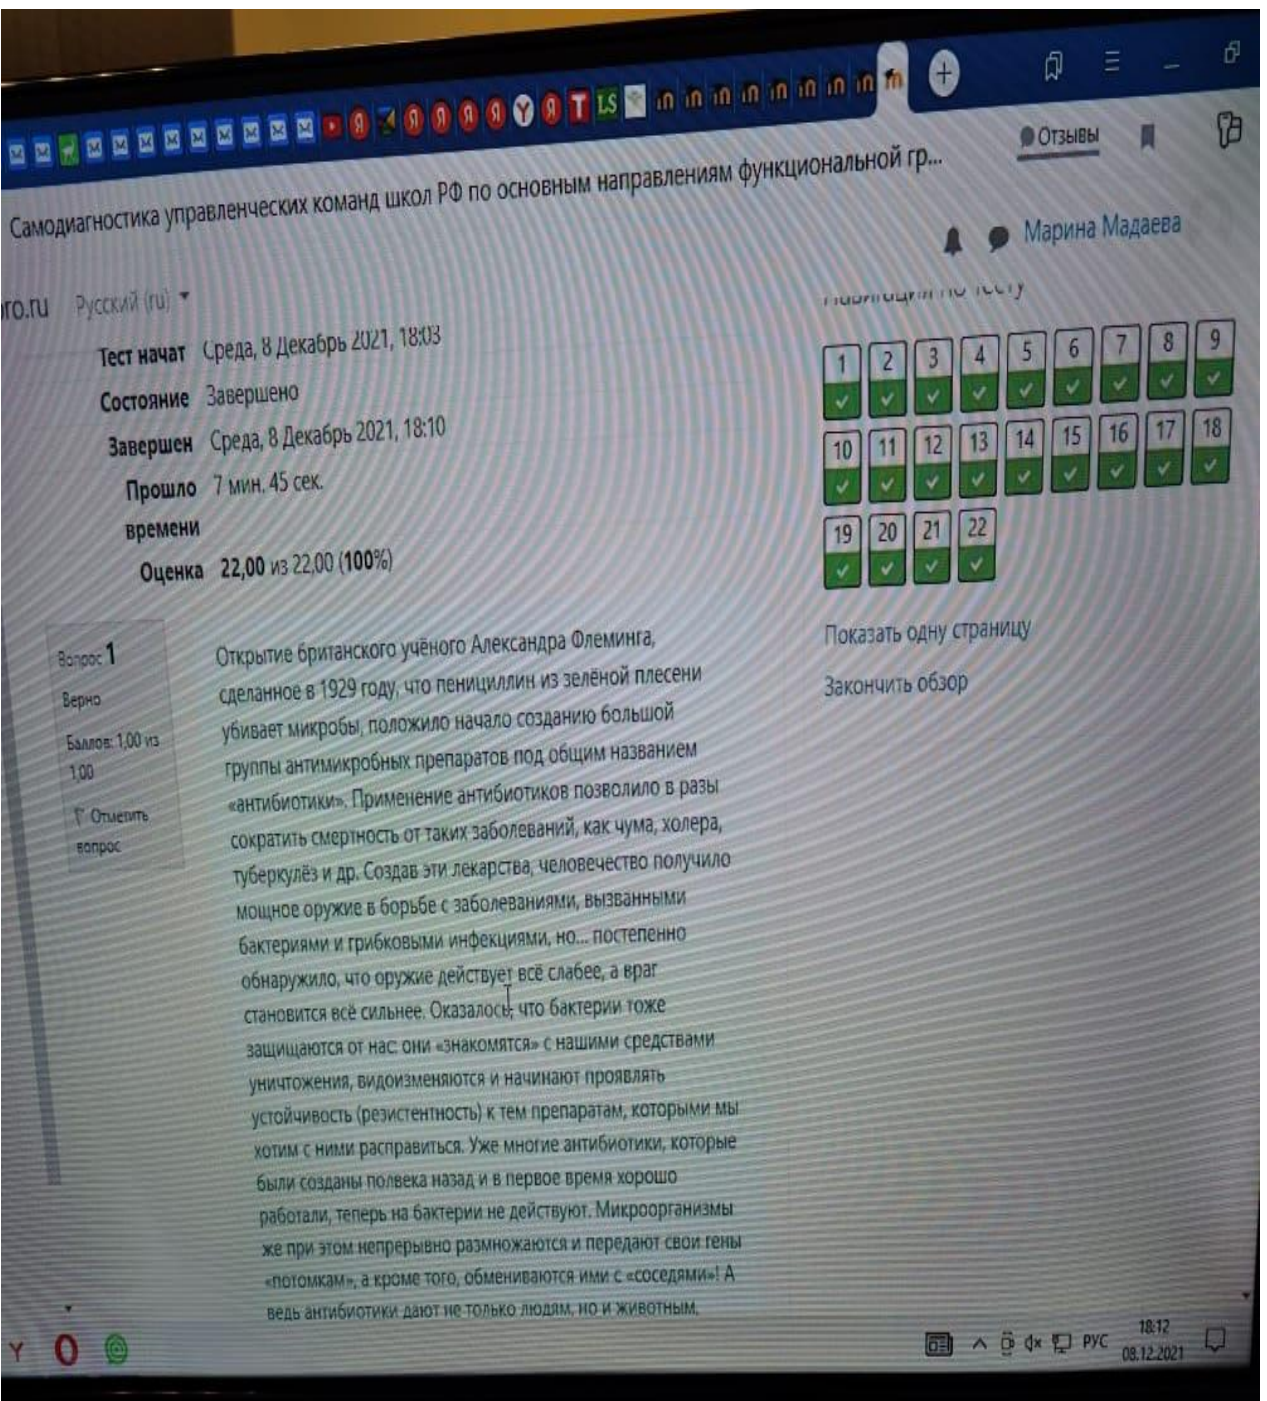 Самодиагностика управленческих команд школ РФ по основным направлениям функциональной гр...
Отзывы
Марина Мадаева
Русский (ru)
Тест начат Среда, 8 Декабрь 2021, 18:03
Состояние Завершено
Завершен Среда, 8 Декабрь 2021, 18:10
Прошло 7 мин. 45 сек.
времени
Оценка 22,00 из 22,00 (100%)
Вопрос 1
Верно
Баллов: 1,00 из
1,00
Отметить
вопрос
Открытие британского учёного Александра Флеминга,
сделанное в 1929 году, что пенициллин из зелёной плесени
убивает микробы, положило начало созданию большой
группы антимикробных препаратов под общим названием
«антибиотики». Применение антибиотиков позволило в разы
сократить смертность от таких заболеваний, как чума, холера,
туберкулёз и др. Создав эти лекарства, человечество получило
мощное оружие в борьбе с заболеваниями, вызванными
бактериями и грибковыми инфекциями, но... постепенно
обнаружило, что оружие действует всё слабее, а враг
становится всё сильнее. Оказалось, что бактерии тоже
защищаются от нас: они «знакомятся» с нашими средствами
уничтожения, видоизменяются и начинают проявлять
устойчивость (резистентность) к тем препаратам, которыми мы
хотим с ними расправиться. Уже многие антибиотики, которые
были созданы полвека назад и в первое время хорошо
работали, теперь на бактерии не действуют. Микроорганизмы
же при этом непрерывно размножаются и передают свои гены
«потомкам», а кроме того, обмениваются ими с «соседями»! А
ведь антибиотики дают не только людям, но и животным,
Навигация по тесту
1 2 3 4 5 6 7 8 9
10 11 12 13 14 15 16 17 18
19 20 21 22
Показать одну страницу
Закончить обзор
РУС
18:12
08.12.2021